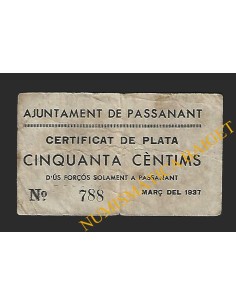 AJUNTAMENT DE PASSANANT
CERTIFICAT DE PLATA
CINQUANTA CÈNTIMS
D'ÚS FORÇÓS SOLAMENT A PASSANANT
Nº 788 MARÇ DEL 1937